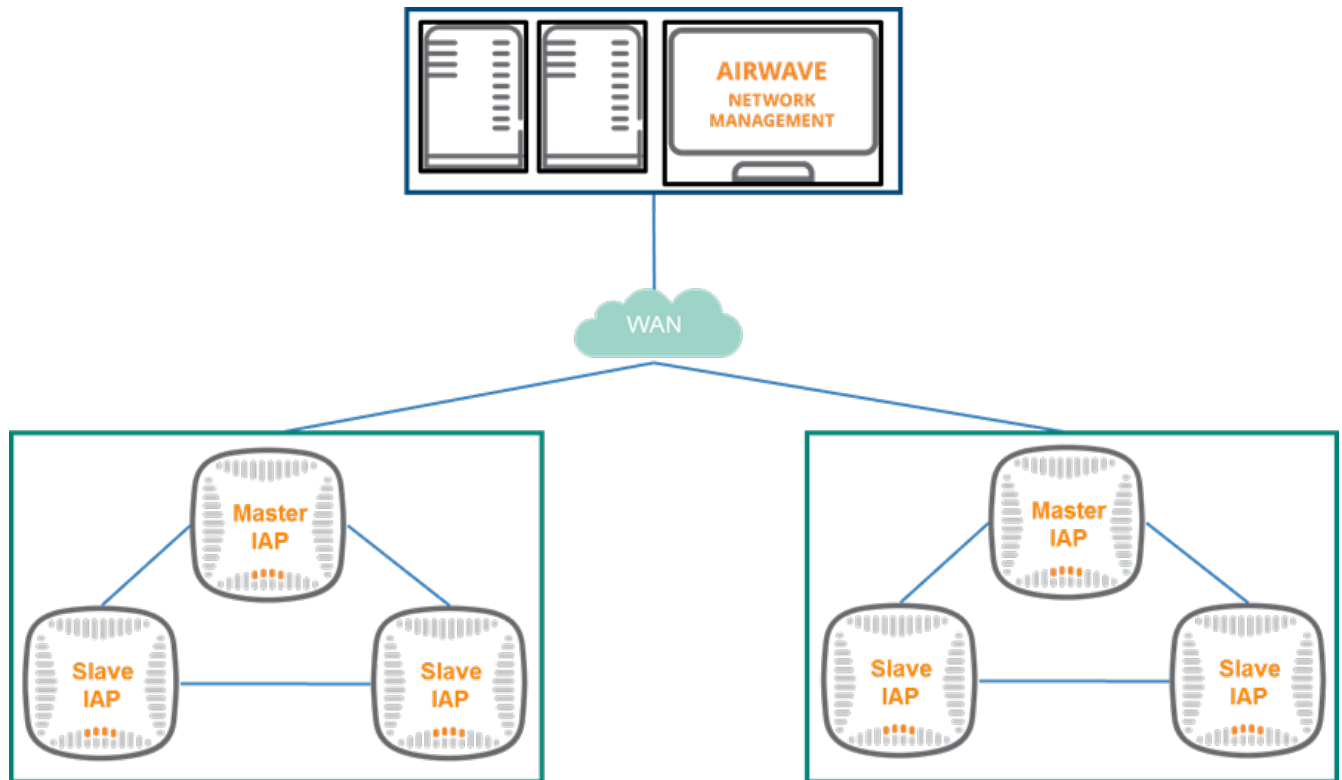 AIRWAVE
NETWORK
MANAGEMENT
WAN
Master
IAP
Slave
IAP
Slave
IAP
Master
IAP
Slave
IAP
Slave
IAP